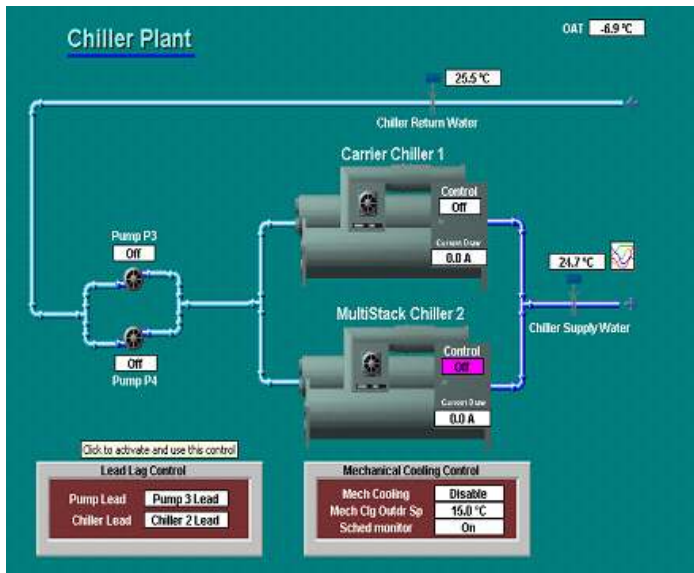 Chiller Plant
OAT -6.9 °C
25.5 °C
Chiller Return Water
Carrier Chiller 1
Control
Off
Current Draw
0.0 A
Pump P3
Off
24.7 °C
Chiller Supply Water
MultiStack Chiller 2
Control
Off
Current Draw
0.0 A
Off
Pump P4
Click to activate and use this control
Lead Lag Control
Pump Lead Pump 3 Lead
Chiller Lead Chiller 2 Lead
Mechanical Cooling Control
Mech Cooling Disable
Mech Clg Outdr Sp 15.0 °C
Sched monitor On